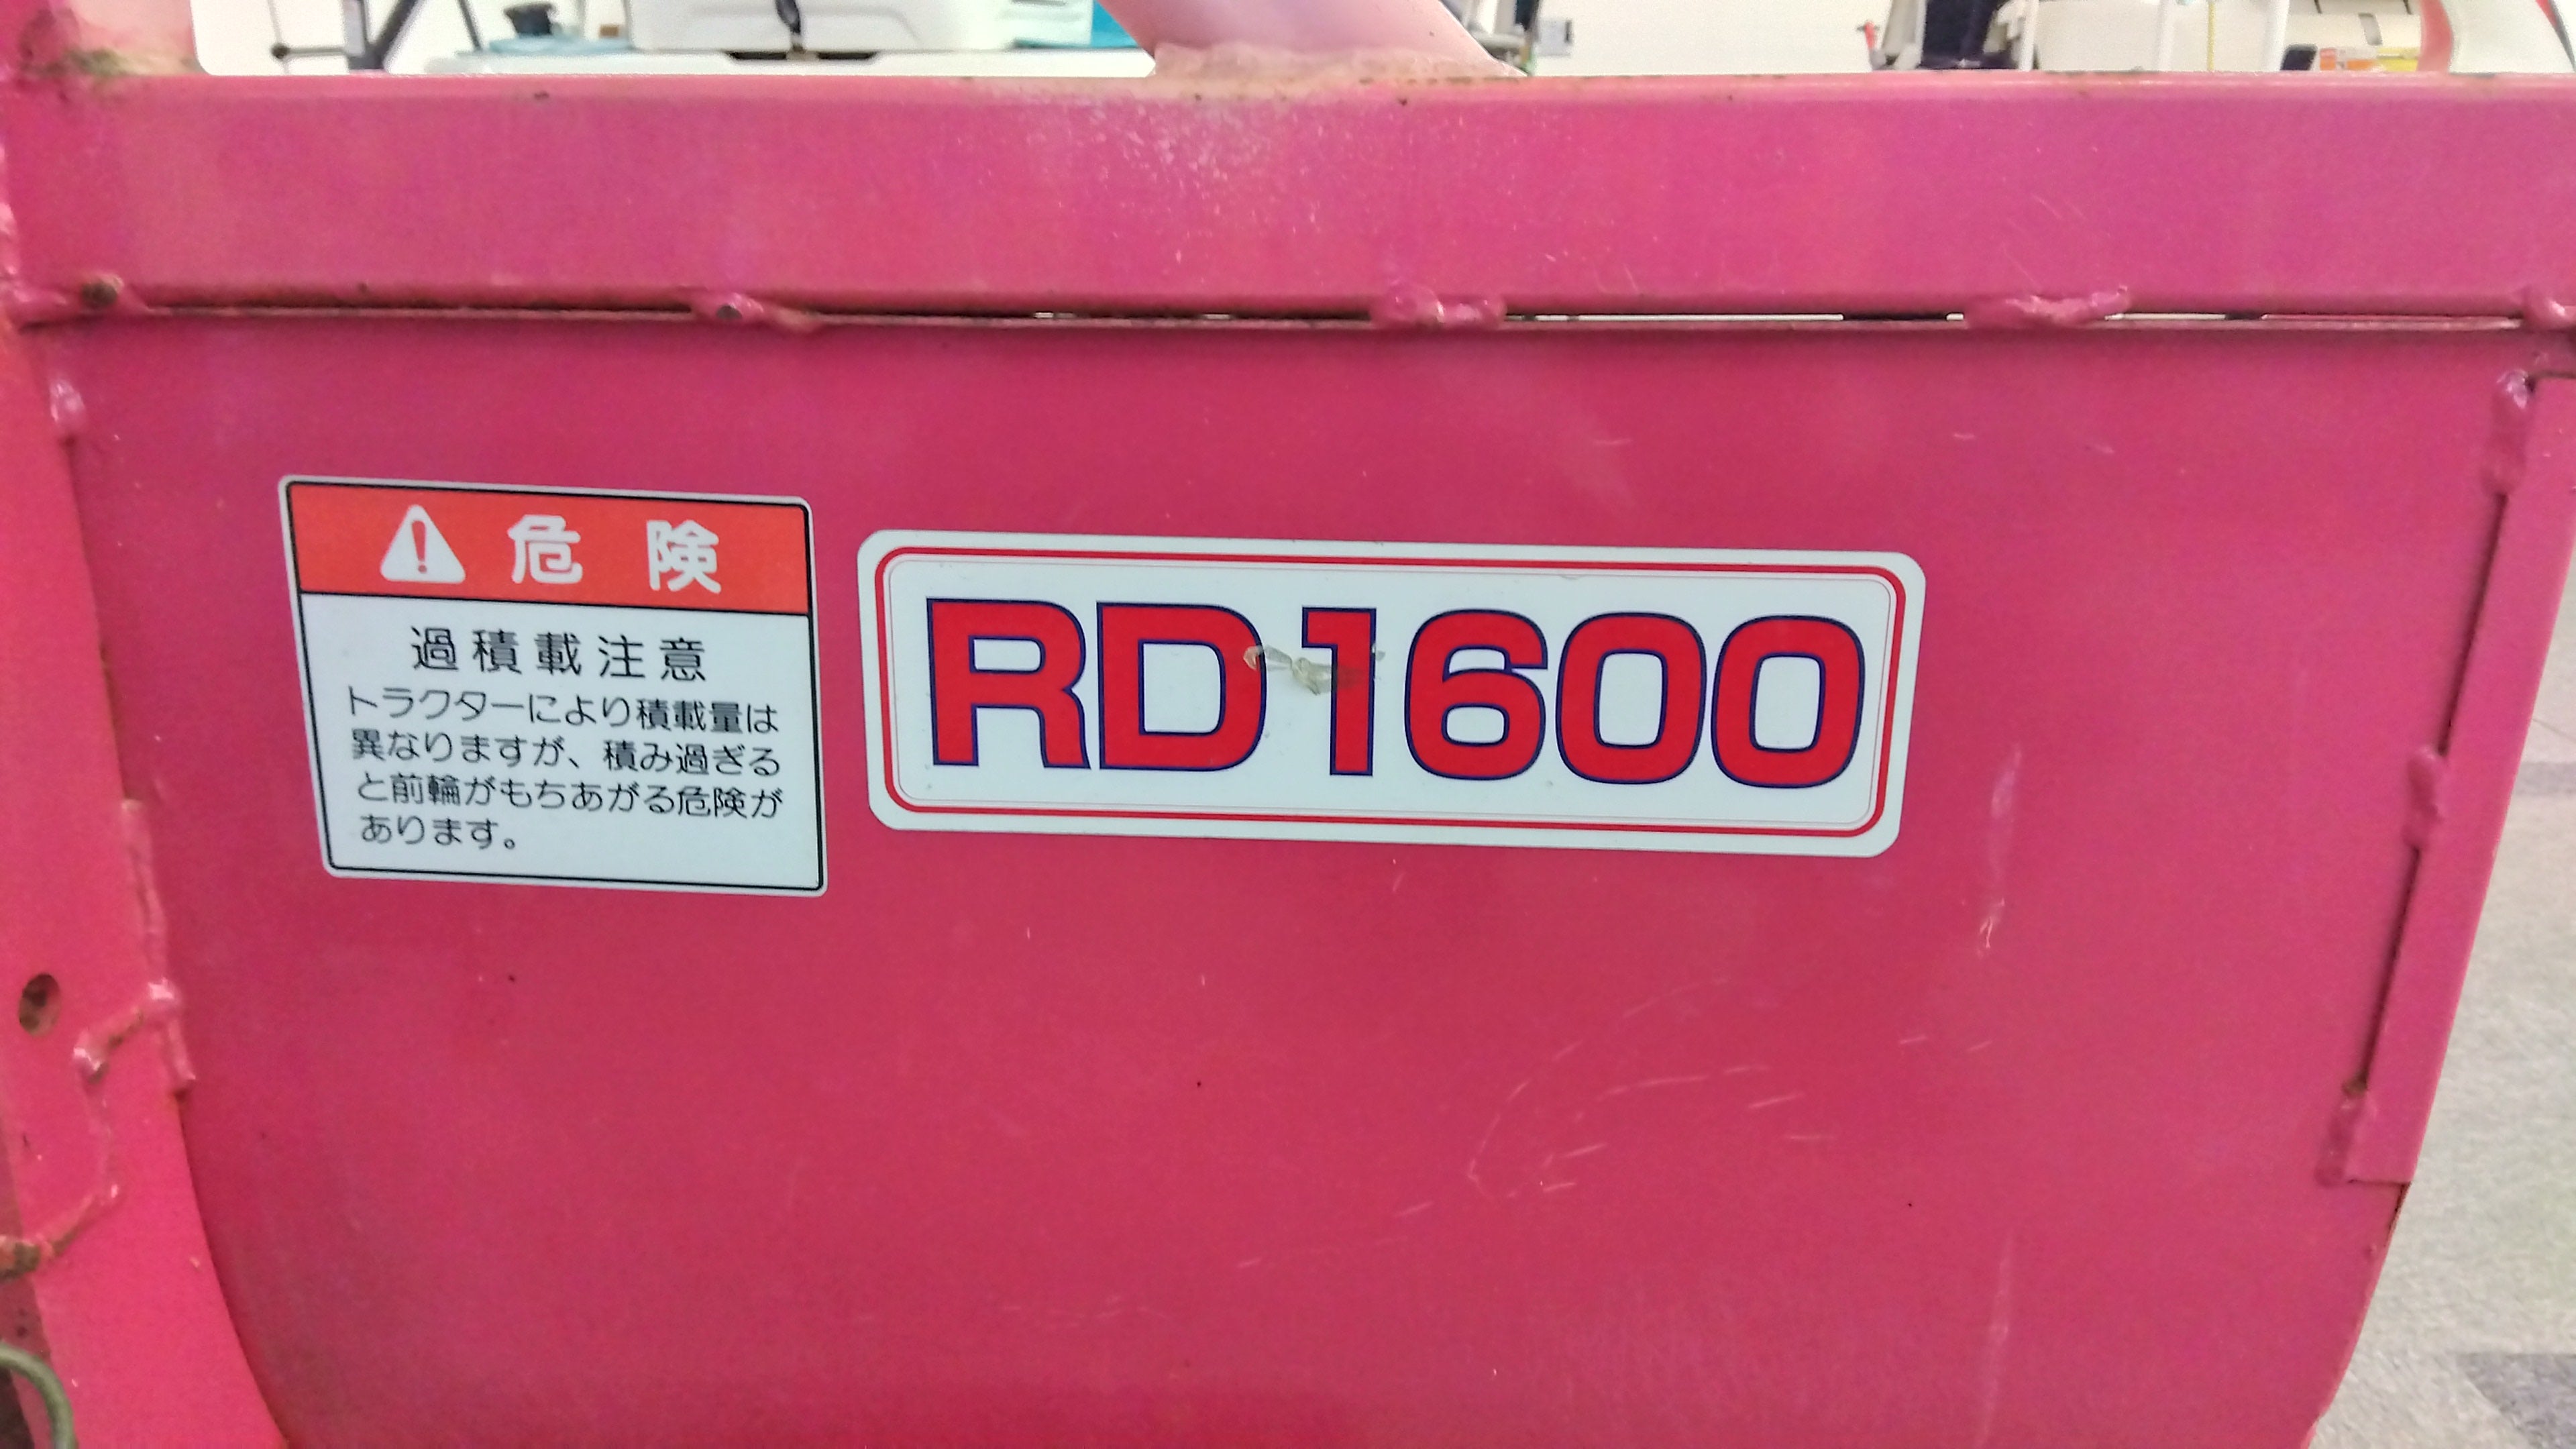 危険
過積載注意
トラクターにより積載量は
異なりますが、積み過ぎる
と前輪がもちあがる危険が
あります。
RD1600